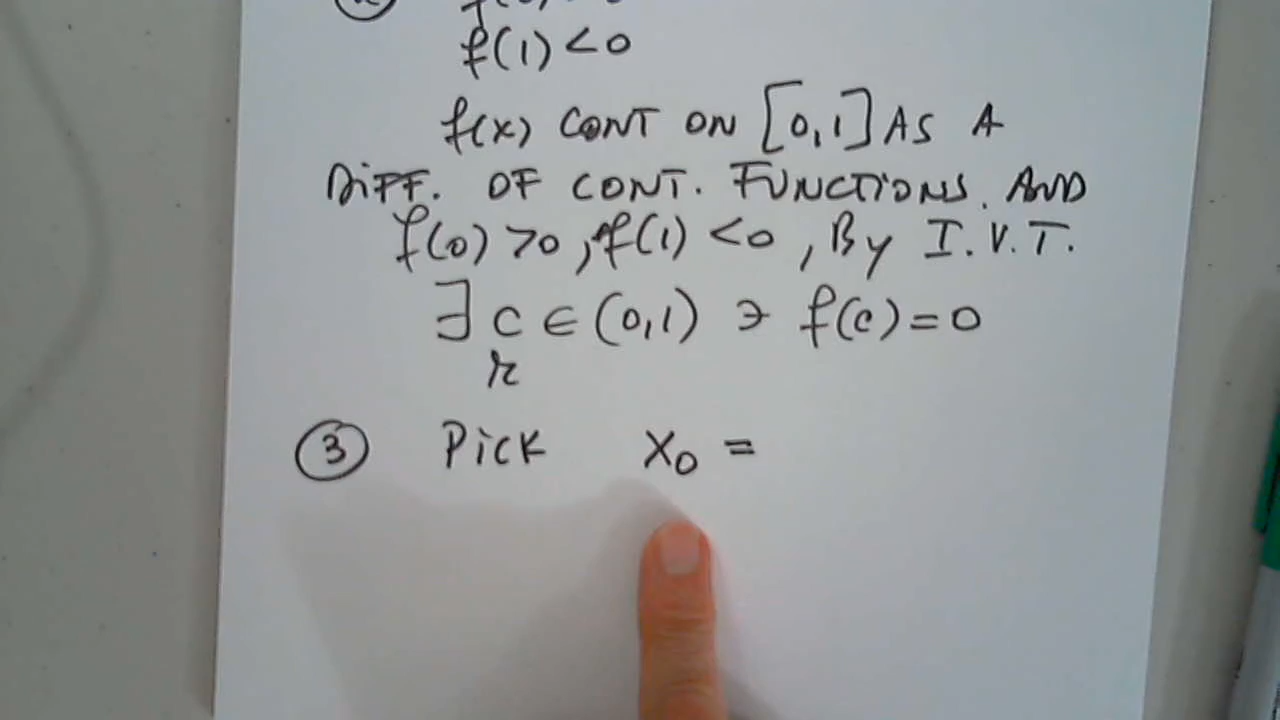 f(1) < 0
f(x) CONT ON [0,1] AS A
DIFF. OF CONT. FUNCTIONS. AND
f(0) > 0, f(1) < 0, By I.V.T.
∃ c ∈ (0,1) ∋ f(c) = 0
r
③ Pick x₀ =